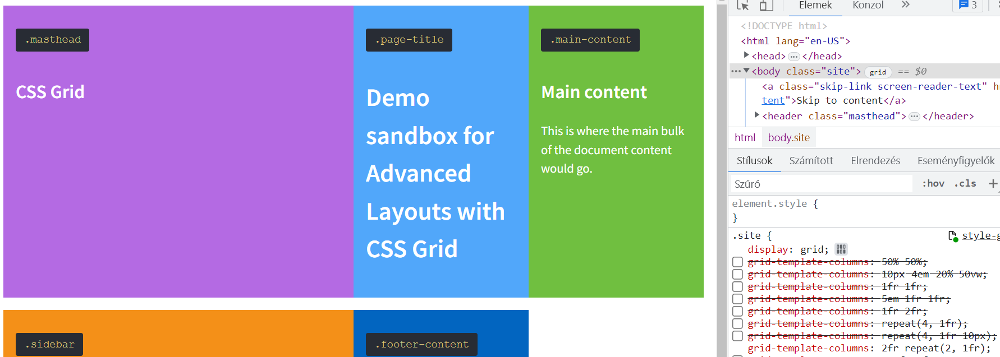 .masthead
CSS Grid
.page-title
Demo
sandbox for
Advanced
Layouts with
CSS Grid
.main-content
Main content
This is where the main bulk
of the document content
would go.
.sidebar
.footer-content
Elemek Konzol 3
<!DOCTYPE html>
<html lang="en-US">
<head> … </head>
<body class="site"> grid == $0
<a class="skip-link screen-reader-text"
tent">Skip to content</a>
<header class="masthead"> … </header>
html body.site
Stílusok Számított Elrendezés Eseményfigyelők
Szűrő :hov .cls +
element.style {
}
.site {
display: grid;
grid-template-columns: 50% 50%;
grid-template-columns: 10px 4em 20% 50vw;
grid-template-columns: 1fr 1fr;
grid-template-columns: 5em 1fr 1fr;
grid-template-columns: 1fr 2fr;
grid-template-columns: repeat(4, 1fr);
grid-template-columns: repeat(4, 1fr 10px);
grid-template-columns: 2fr repeat(2, 1fr);